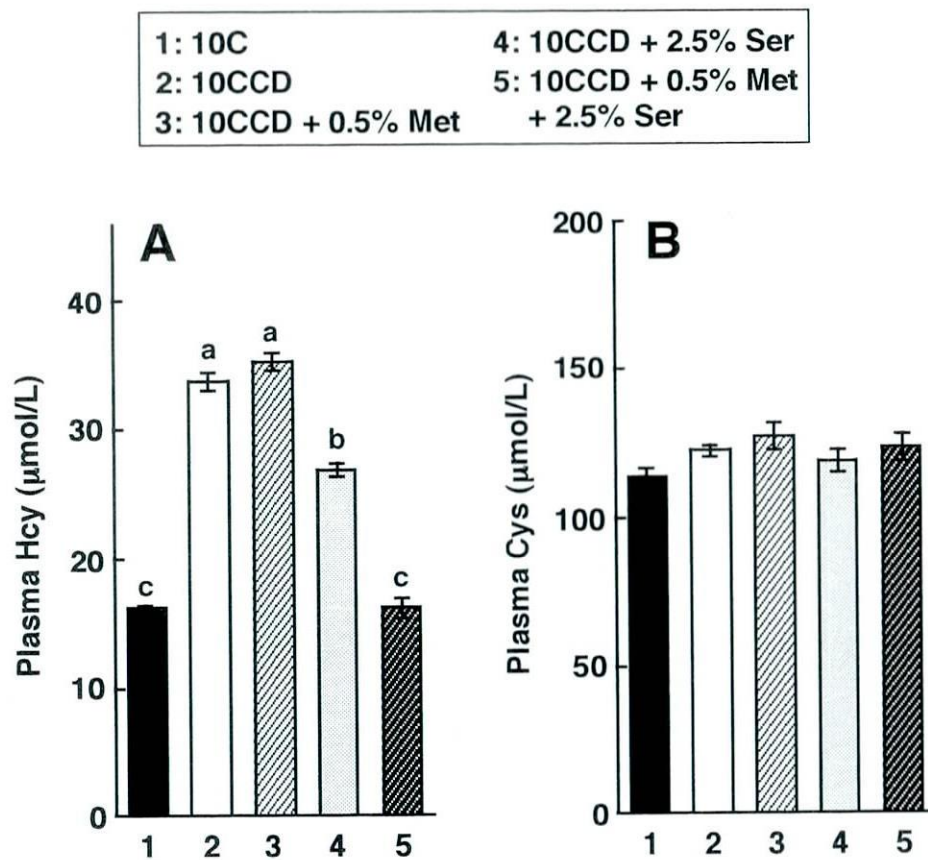 1: 10C
2: 10CCD
3: 10CCD + 0.5% Met
4: 10CCD + 2.5% Ser
5: 10CCD + 0.5% Met
+ 2.5% Ser
A
Plasma Hcy (µmol/L)
40
30
20
10
0
c
a
a
b
c
1 2 3 4 5
B
Plasma Cys (µmol/L)
200
150
100
50
0
1 2 3 4 5